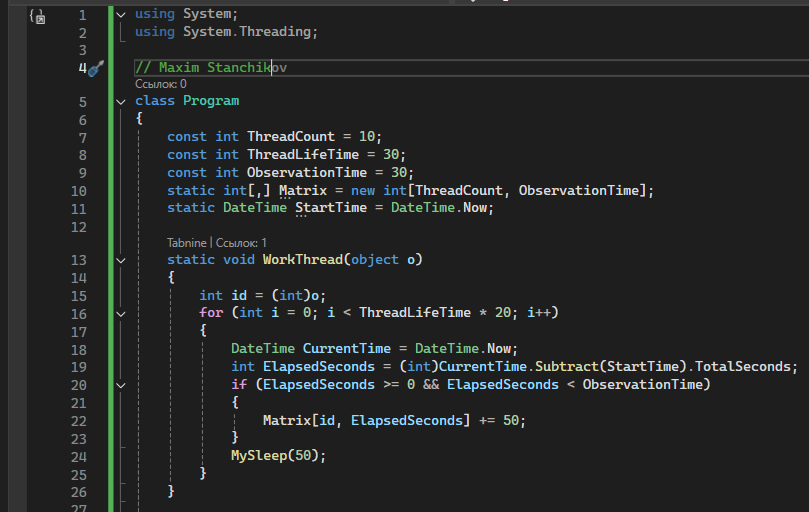 1 using System;
2 using System.Threading;
3
4 // Maxim Stanchikov
Ссылок: 0
5 class Program
6 {
7 const int ThreadCount = 10;
8 const int ThreadLifeTime = 30;
9 const int ObservationTime = 30;
10 static int[,] Matrix = new int[ThreadCount, ObservationTime];
11 static DateTime StartTime = DateTime.Now;
12
Tabnine | Ссылок: 1
13 static void WorkThread(object o)
14 {
15 int id = (int)o;
16 for (int i = 0; i < ThreadLifeTime * 20; i++)
17 {
18 DateTime CurrentTime = DateTime.Now;
19 int ElapsedSeconds = (int)CurrentTime.Subtract(StartTime).TotalSeconds;
20 if (ElapsedSeconds >= 0 && ElapsedSeconds < ObservationTime)
21 {
22 Matrix[id, ElapsedSeconds] += 50;
23 }
24 MySleep(50);
25 }
26 }
27